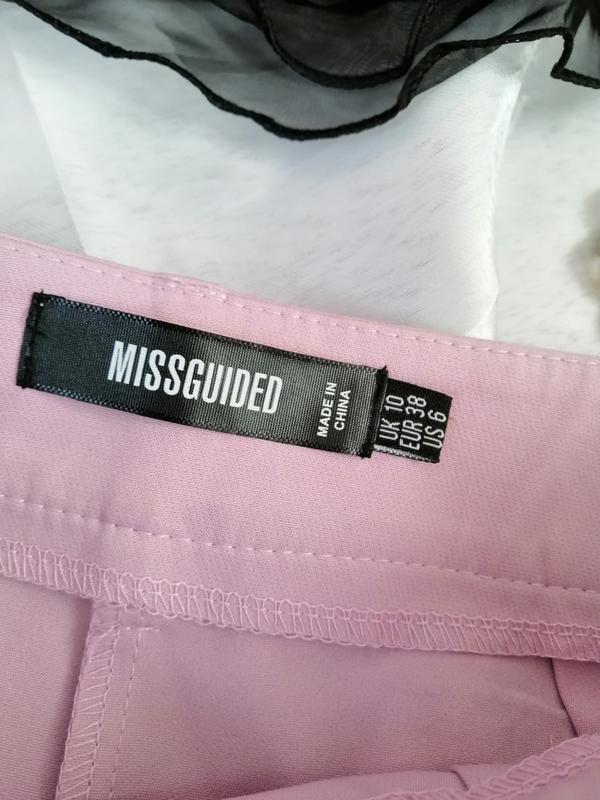 MISSGUIDED
MADE IN
CHINA
UK 10
EUR 38
US 6